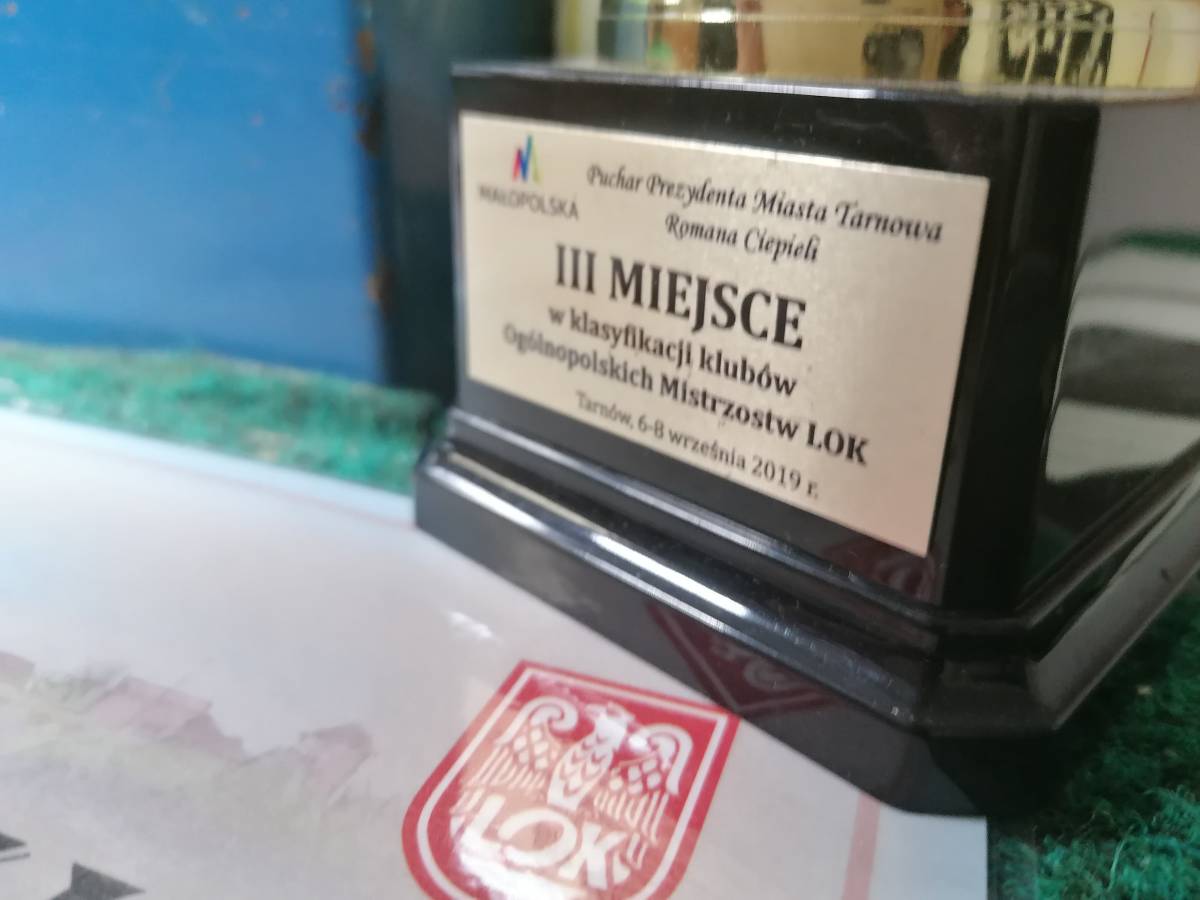 MAŁOPOLSKA
Puchar Prezydenta Miasta Tarnowa
Romana Ciepieli
III MIEJSCE
w klasyfikacji klubów
Ogólnopolskich Mistrzostw LOK
Tarnów, 6-8 września 2019 r.
LOK